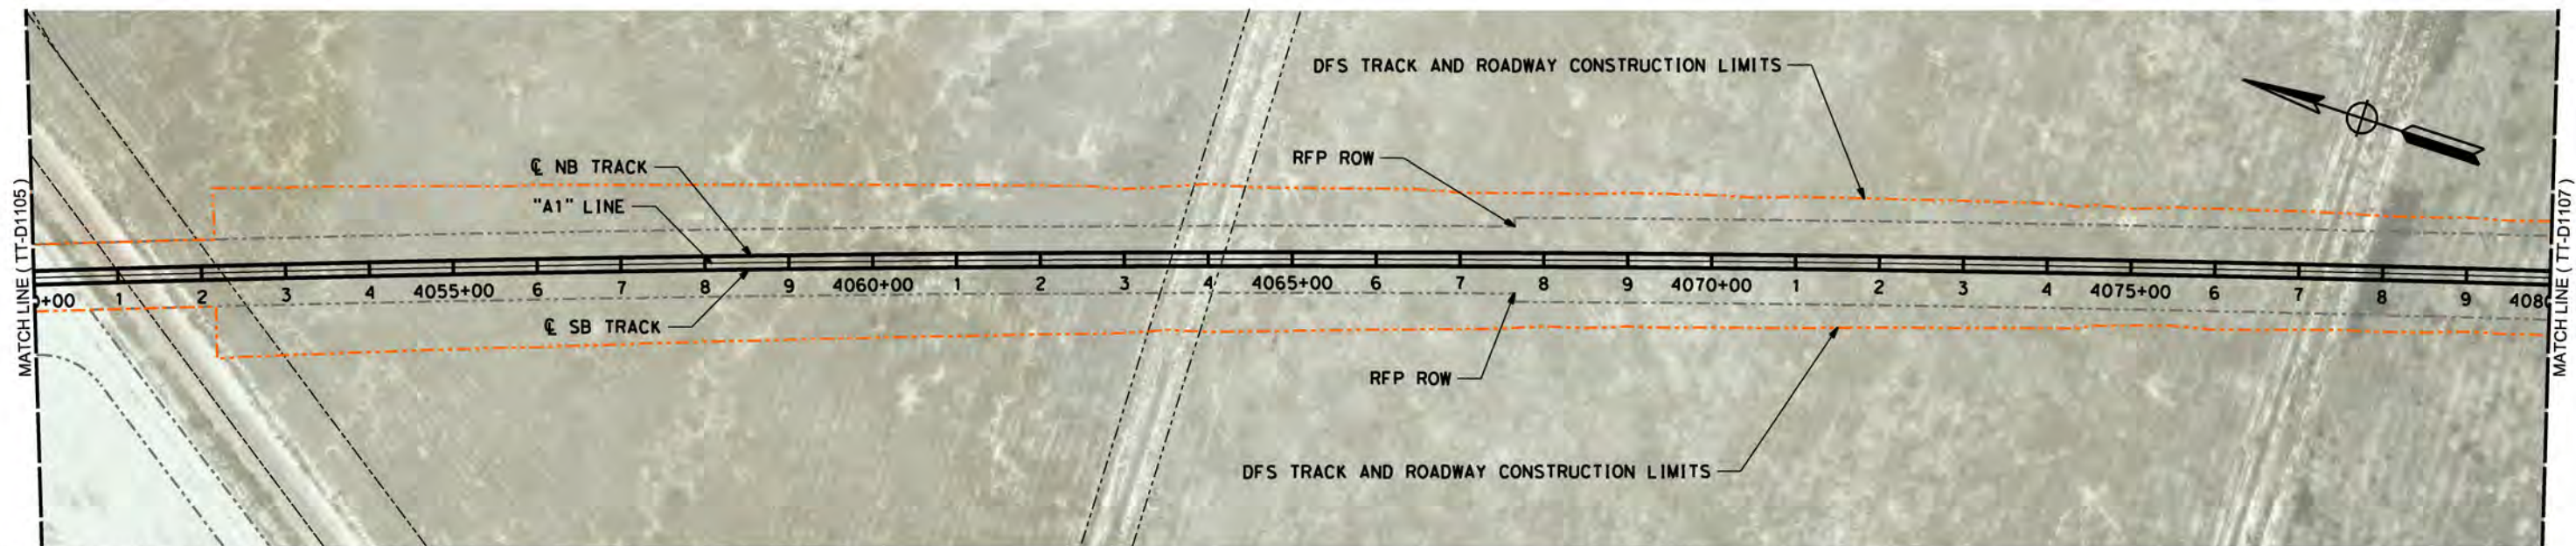 DFS TRACK AND ROADWAY CONSTRUCTION LIMITS
RFP ROW
℄ NB TRACK
"A1" LINE
MATCH LINE ( TT-D1105 )
MATCH LINE ( TT-D1107 )
0+00 1 2 3 4 4055+00 6 7 8 9 4060+00 1 2 3 4 4065+00 6 7 8 9 4070+00 1 2 3 4 4075+00 6 7 8 9 4080
℄ SB TRACK
RFP ROW
DFS TRACK AND ROADWAY CONSTRUCTION LIMITS